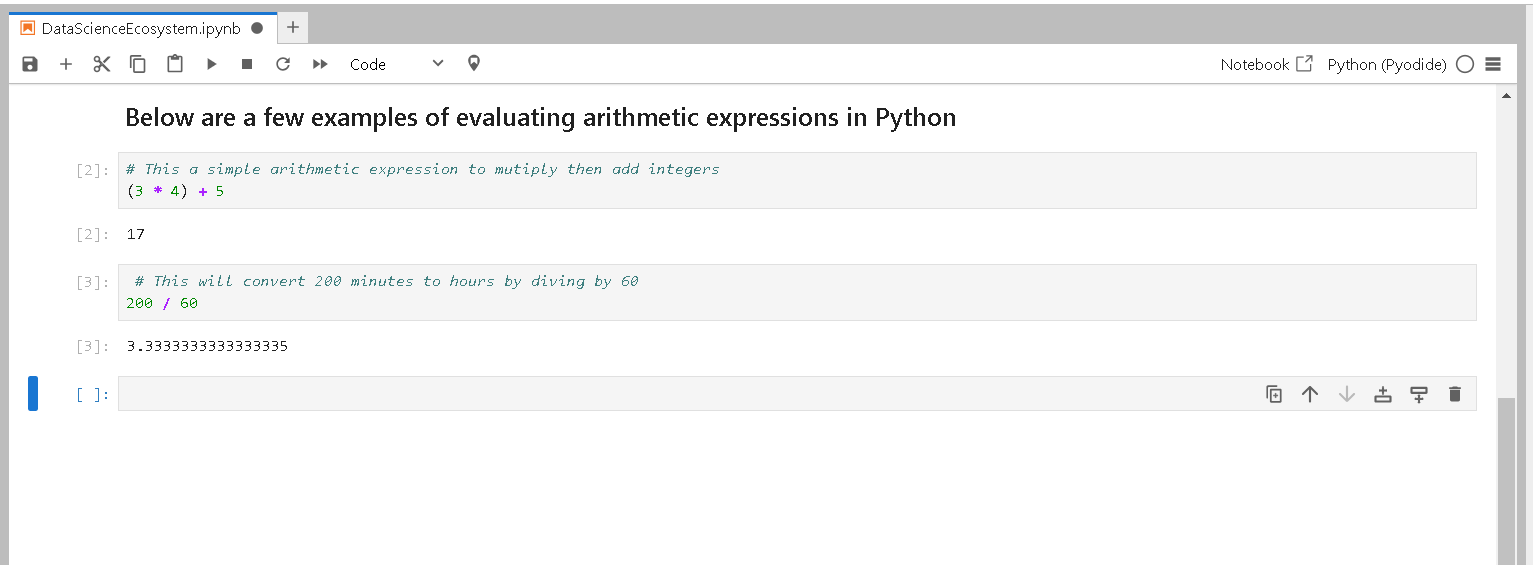 DataScienceEcosystem.ipynb
Code
Notebook
Python (Pyodide)
Below are a few examples of evaluating arithmetic expressions in Python
[2]:
# This a simple arithmetic expression to mutiply then add integers
(3 * 4) + 5
[2]:
17
[3]:
# This will convert 200 minutes to hours by diving by 60
200 / 60
[3]:
3.3333333333333335
[ ]: